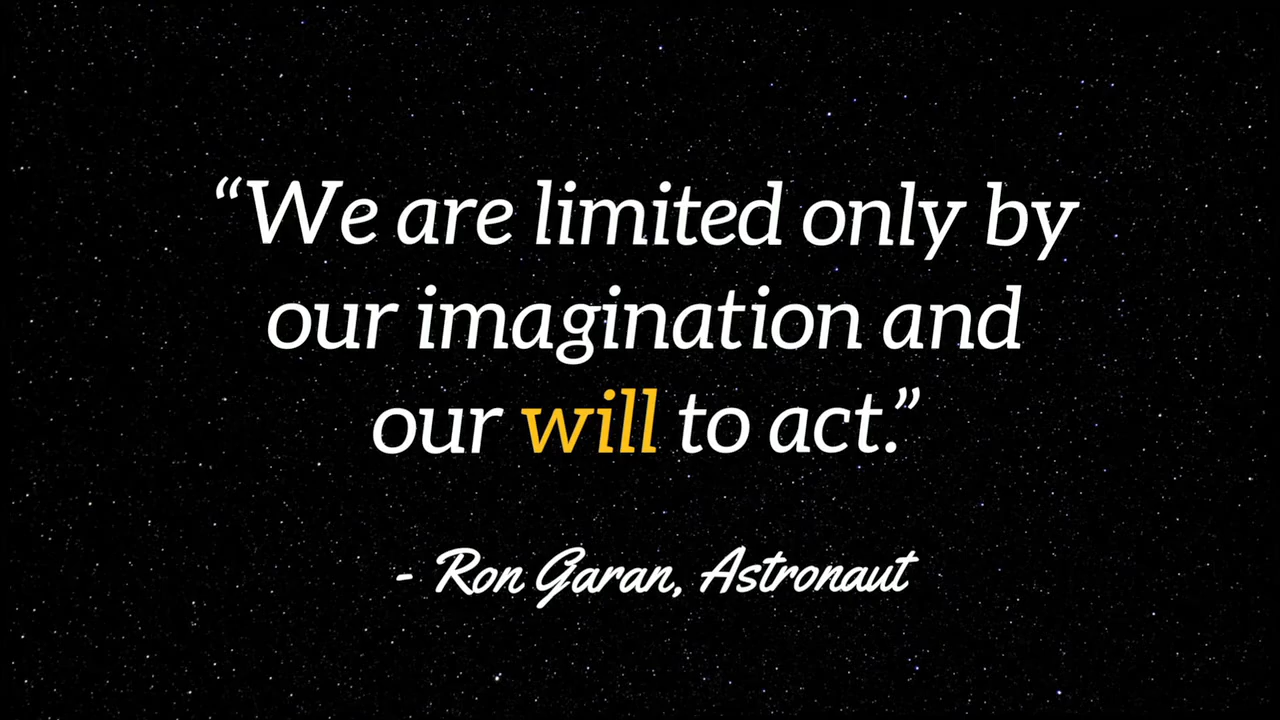 “We are limited only by
our imagination and
our will to act.”
- Ron Garan, Astronaut